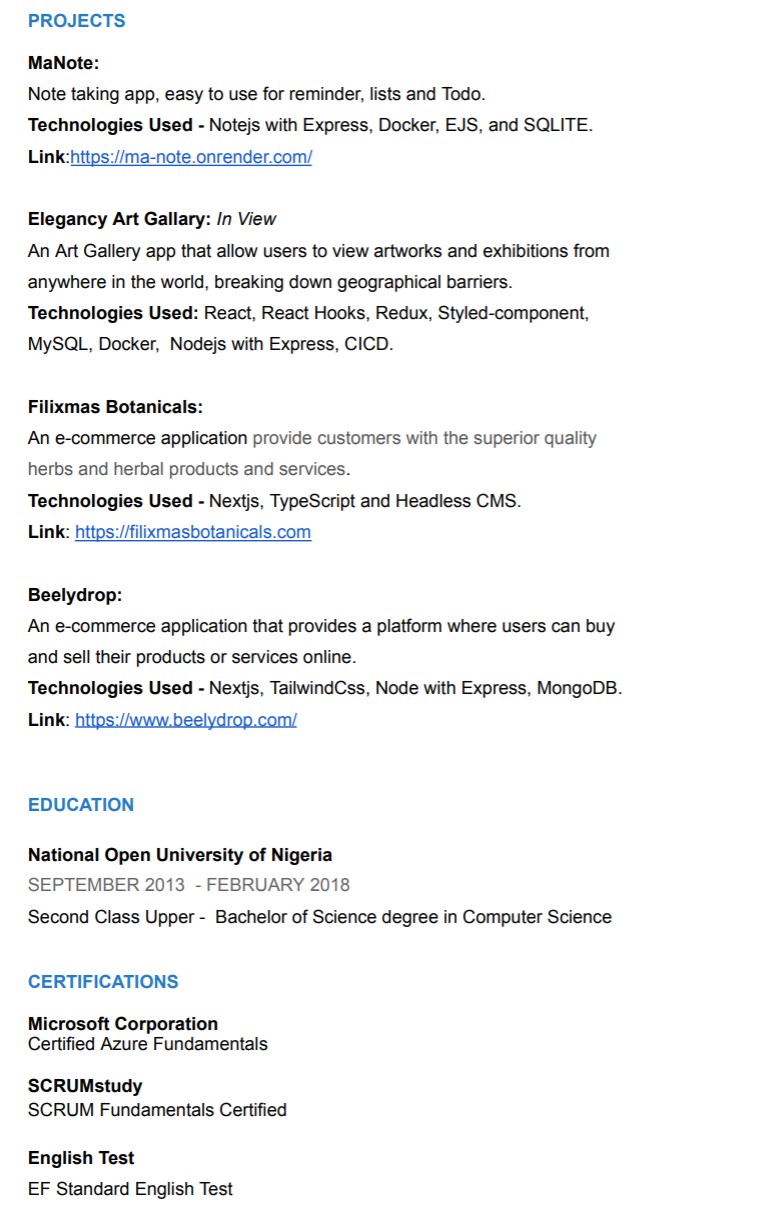 PROJECTS
MaNote:
Note taking app, easy to use for reminder, lists and Todo.
Technologies Used - Notejs with Express, Docker, EJS, and SQLITE.
Link:https://ma-note.onrender.com/
Elegancy Art Gallary: In View
An Art Gallery app that allow users to view artworks and exhibitions from
anywhere in the world, breaking down geographical barriers.
Technologies Used: React, React Hooks, Redux, Styled-component,
MySQL, Docker,  Nodejs with Express, CICD.
Filixmas Botanicals:
An e-commerce application provide customers with the superior quality
herbs and herbal products and services.
Technologies Used - Nextjs, TypeScript and Headless CMS.
Link: https://filixmasbotanicals.com
Beelydrop:
An e-commerce application that provides a platform where users can buy
and sell their products or services online.
Technologies Used - Nextjs, TailwindCss, Node with Express, MongoDB.
Link: https://www.beelydrop.com/
EDUCATION
National Open University of Nigeria
SEPTEMBER 2013  - FEBRUARY 2018
Second Class Upper -  Bachelor of Science degree in Computer Science
CERTIFICATIONS
Microsoft Corporation
Certified Azure Fundamentals
SCRUMstudy
SCRUM Fundamentals Certified
English Test
EF Standard English Test